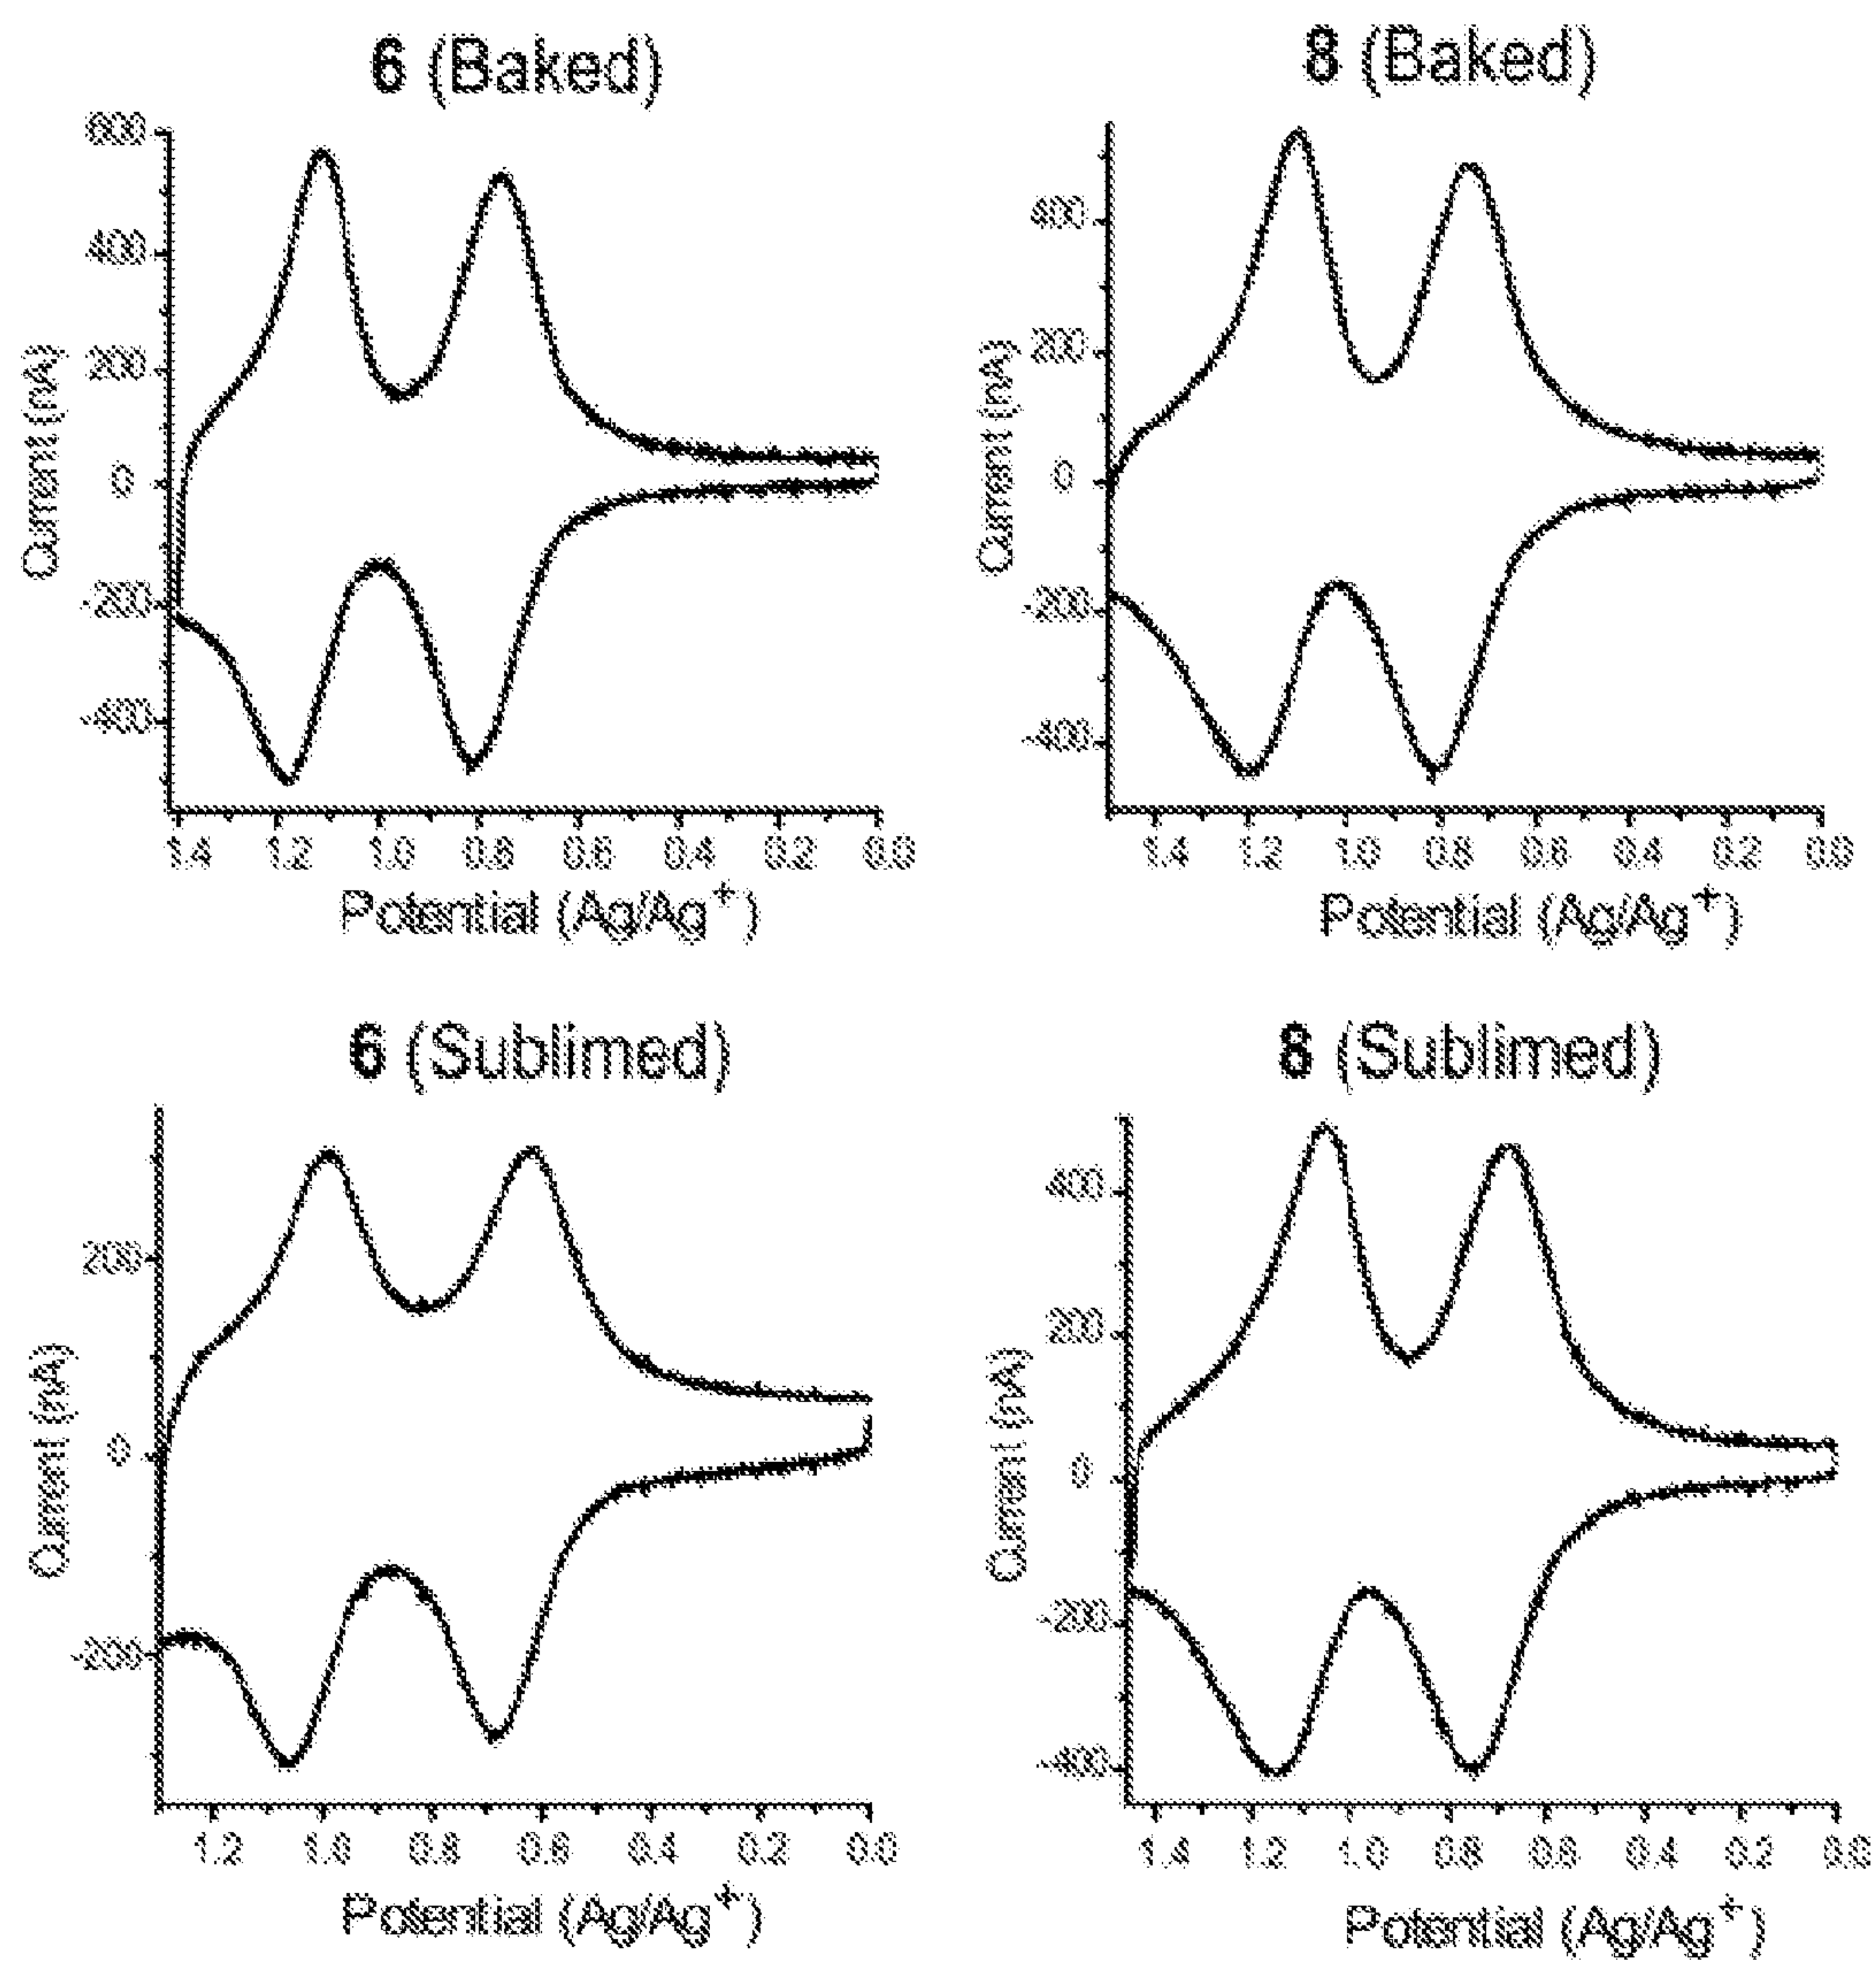 6 (Baked)
600
400
200
0
-200
-400
Current (nA)
1.4 1.2 1.0 0.8 0.6 0.4 0.2 0.0
Potential (Ag/Ag+)
8 (Baked)
400
200
0
-200
-400
Current (nA)
1.4 1.2 1.0 0.8 0.6 0.4 0.2 0.0
Potential (Ag/Ag+)
6 (Sublimed)
200
0
-200
Current (nA)
1.2 1.0 0.8 0.6 0.4 0.2 0.0
Potential (Ag/Ag+)
8 (Sublimed)
400
200
0
-200
-400
Current (nA)
1.4 1.2 1.0 0.8 0.6 0.4 0.2 0.0
Potential (Ag/Ag+)